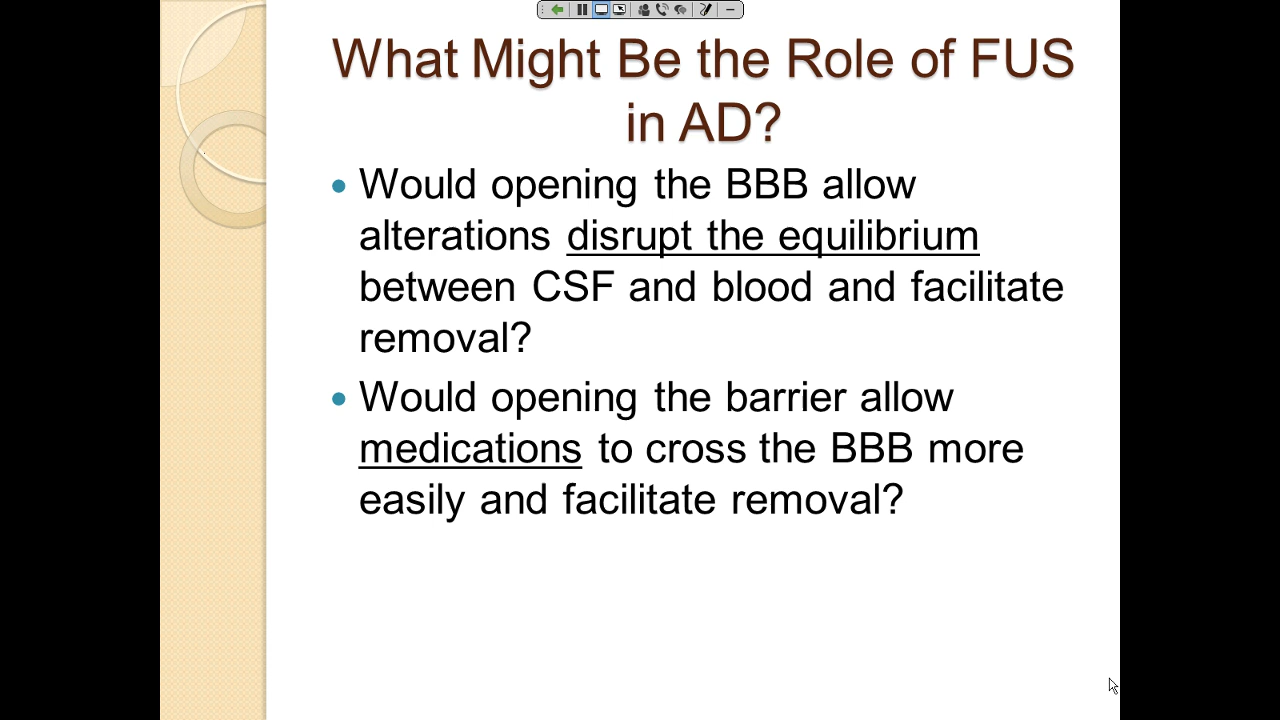 What Might Be the Role of FUS
in AD?
• Would opening the BBB allow
alterations disrupt the equilibrium
between CSF and blood and facilitate
removal?
• Would opening the barrier allow
medications to cross the BBB more
easily and facilitate removal?